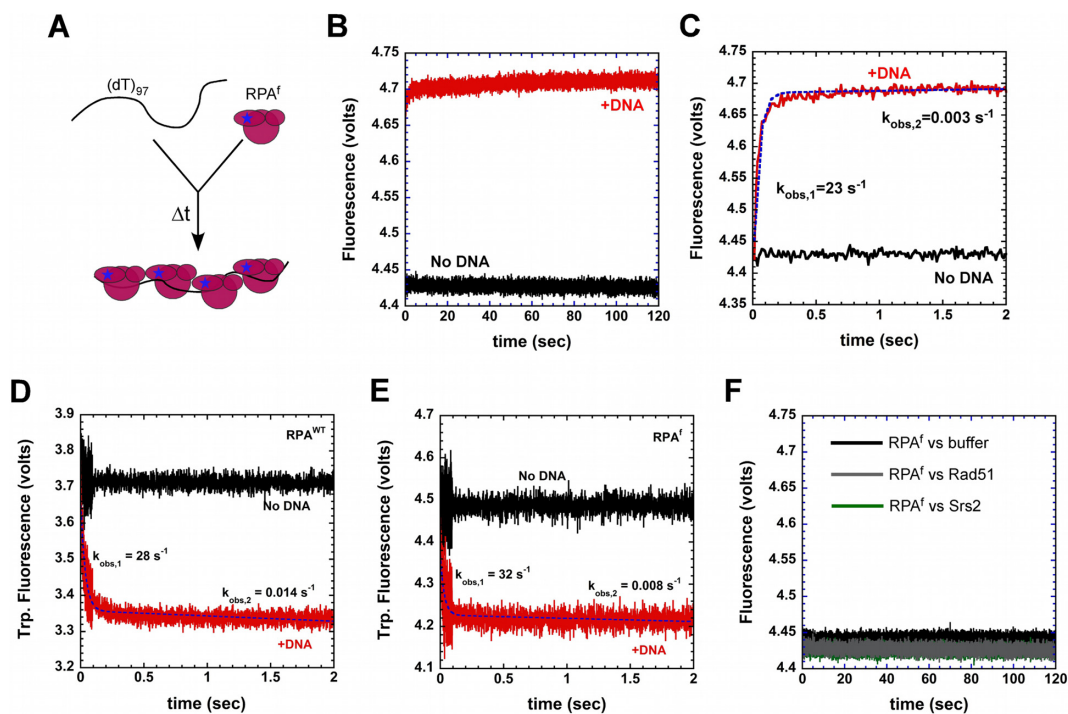 A
(dT)97
RPAf
Δt
B
Fluorescence (volts)
4.75
4.7
4.65
4.6
4.55
4.5
4.45
4.4
+DNA
No DNA
0 20 40 60 80 100 120
time (sec)
C
Fluorescence (volts)
4.75
4.7
4.65
4.6
4.55
4.5
4.45
4.4
4.35
+DNA
kobs,2=0.003 s-1
kobs,1=23 s-1
No DNA
0 0.5 1 1.5 2
time (sec)
D
Trp. Fluorescence (volts)
3.9
3.8
3.7
3.6
3.5
3.4
3.3
3.2
RPAWT
No DNA
kobs,1 = 28 s-1
kobs,2 = 0.014 s-1
+DNA
0 0.5 1 1.5 2
time (sec)
E
Trp. Fluorescence (volts)
4.7
4.6
4.5
4.4
4.3
4.2
4.1
RPAf
No DNA
kobs,1 = 32 s-1
kobs,2 = 0.008 s-1
+DNA
0 0.5 1 1.5 2
time (sec)
F
Fluorescence (volts)
4.75
4.7
4.65
4.6
4.55
4.5
4.45
4.4
RPAf vs buffer
RPAf vs Rad51
RPAf vs Srs2
0 20 40 60 80 100 120
time (sec)